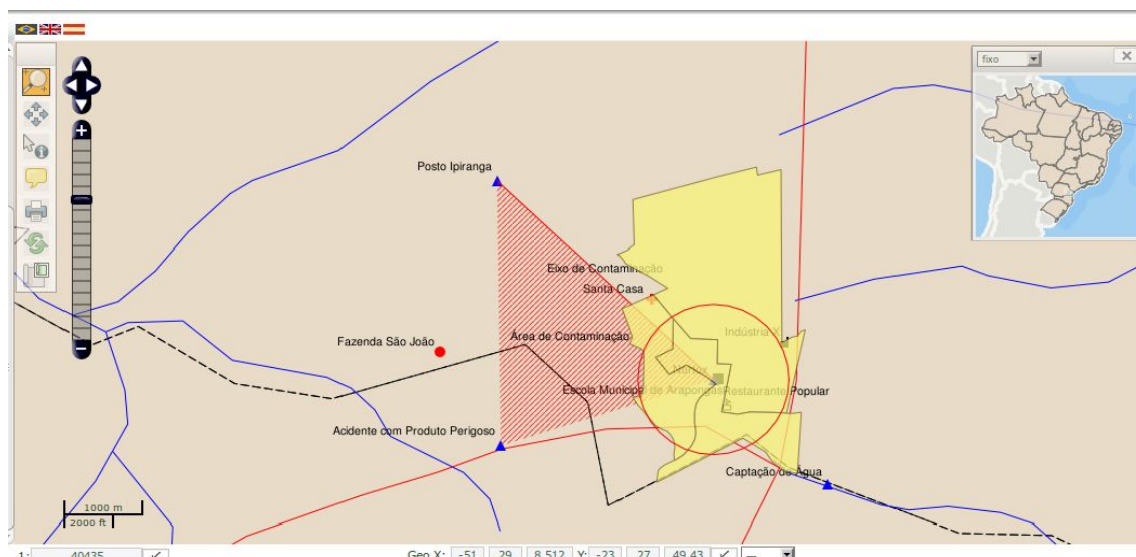 fixo
Posto Ipiranga
Eixo de Contaminação
Santa Casa
Indústria X
Área de Contaminação
Fazenda São João
Nortox
Escola Municipal de Arapongas
Restaurante Popular
Acidente com Produto Perigoso
Captação de Água
1000 m
2000 ft
1: 40435 Geo X: -51 29 8.512 Y: -23 27 49.43 ---